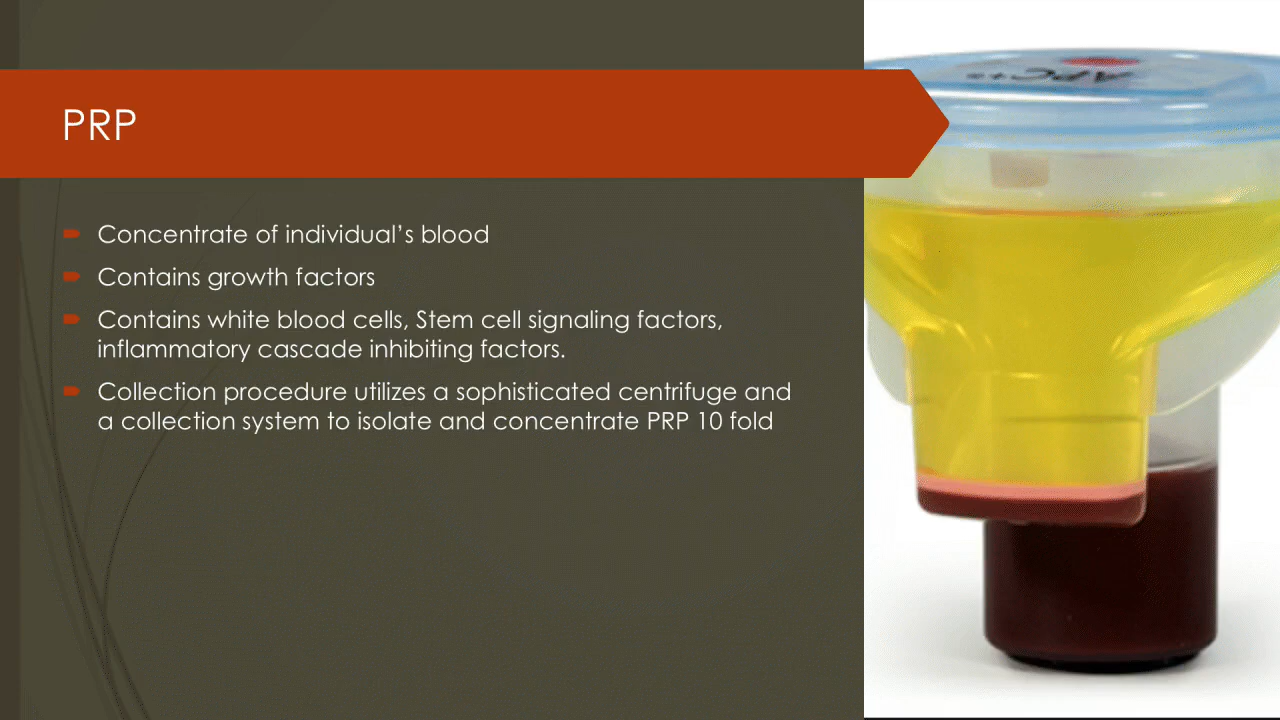 APC+
PRP
Concentrate of individual’s blood
Contains growth factors
Contains white blood cells, Stem cell signaling factors,
inflammatory cascade inhibiting factors.
Collection procedure utilizes a sophisticated centrifuge and
a collection system to isolate and concentrate PRP 10 fold